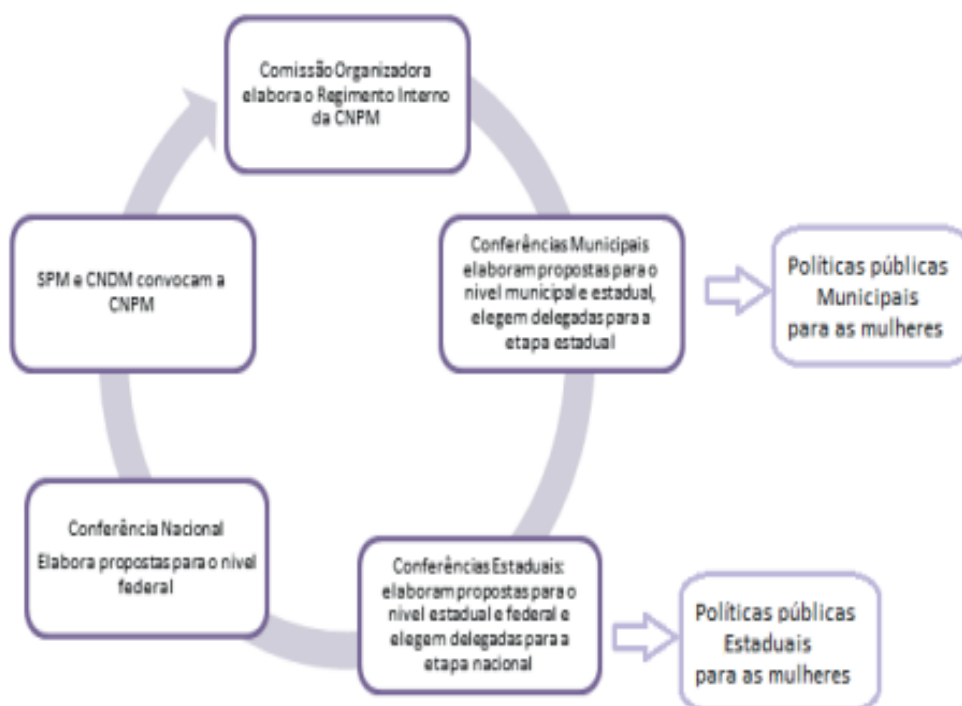 Comissão Organizadora
elabora o Regimento Interno
da CNPM
Conferências Municipais
elaboram propostas para o
nível municipal e estadual,
elegem delegadas para a
etapa estadual
Políticas públicas
Municipais
para as mulheres
SPM e CNDM convocam a
CNPM
Conferência Nacional
Elabora propostas para o nível
federal
Conferências Estaduais:
elaboram propostas para o
nível estadual e federal e
elegem delegadas para a
etapa nacional
Políticas públicas
Estaduais
para as mulheres